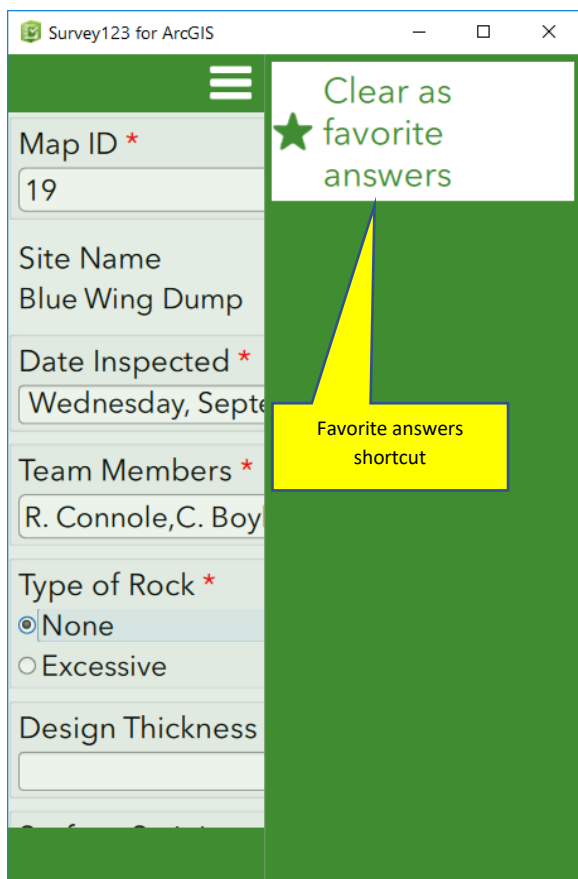 Survey123 for ArcGIS
Clear as
favorite
answers
Map ID *
19
Site Name
Blue Wing Dump
Date Inspected *
Wednesday, Septe
Team Members *
R. Connole,C. Boyl
Type of Rock *
None
Excessive
Design Thickness
Favorite answers
shortcut